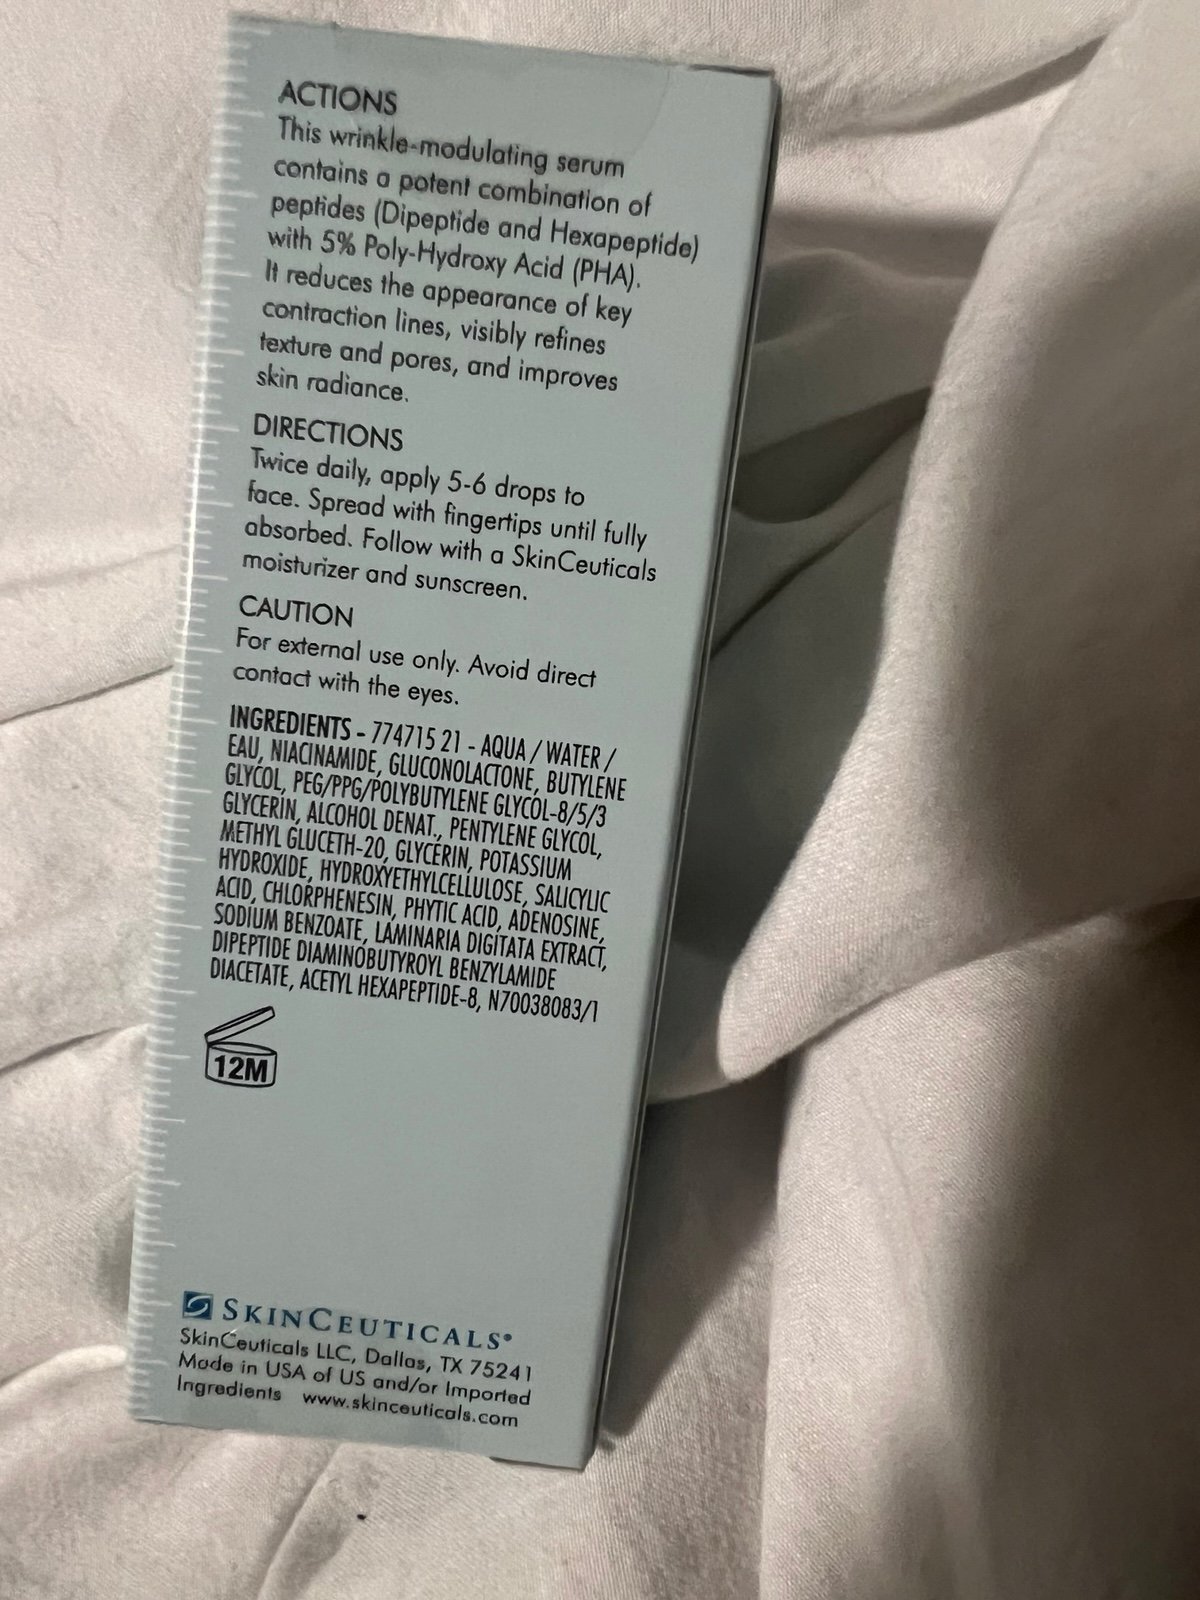 ACTIONS
This wrinkle-modulating serum
contains a potent combination of
peptides (Dipeptide and Hexapeptide)
with 5% Poly-Hydroxy Acid (PHA).
It reduces the appearance of key
contraction lines, visibly refines
texture and pores, and improves
skin radiance.
DIRECTIONS
Twice daily, apply 5-6 drops to
face. Spread with fingertips until fully
absorbed. Follow with a SkinCeuticals
moisturizer and sunscreen.
CAUTION
For external use only. Avoid direct
contact with the eyes.
INGREDIENTS - 774715 21 - AQUA / WATER /
EAU, NIACINAMIDE, GLUCONOLACTONE, BUTYLENE
GLYCOL, PEG/PPG/POLYBUTYLENE GLYCOL-8/5/3
GLYCERIN, ALCOHOL DENAT., PENTYLENE GLYCOL,
METHYL GLUCETH-20, GLYCERIN, POTASSIUM
HYDROXIDE, HYDROXYETHYLCELLULOSE, SALICYLIC
ACID, CHLORPHENESIN, PHYTIC ACID, ADENOSINE,
SODIUM BENZOATE, LAMINARIA DIGITATA EXTRACT,
DIPEPTIDE DIAMINOBUTYROYL BENZYLAMIDE
DIACETATE, ACETYL HEXAPEPTIDE-8, N70038083/1
12M
SKINCEUTICALS®
SkinCeuticals LLC, Dallas, TX 75241
Made in USA of US and/or Imported
Ingredients www.skinceuticals.com